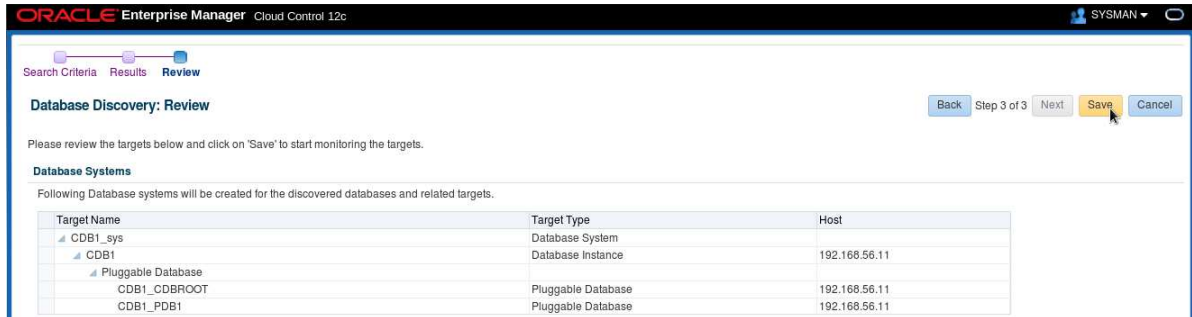 ORACLE Enterprise Manager Cloud Control 12c SYSMAN
Search Criteria Results Review
Database Discovery: Review Back Step 3 of 3 Next Save Cancel
Please review the targets below and click on 'Save' to start monitoring the targets.
Database Systems
Following Database systems will be created for the discovered databases and related targets.
Target Name Target Type Host
CDB1_sys Database System
CDB1 Database Instance 192.168.56.11
Pluggable Database
CDB1_CDBROOT Pluggable Database 192.168.56.11
CDB1_PDB1 Pluggable Database 192.168.56.11